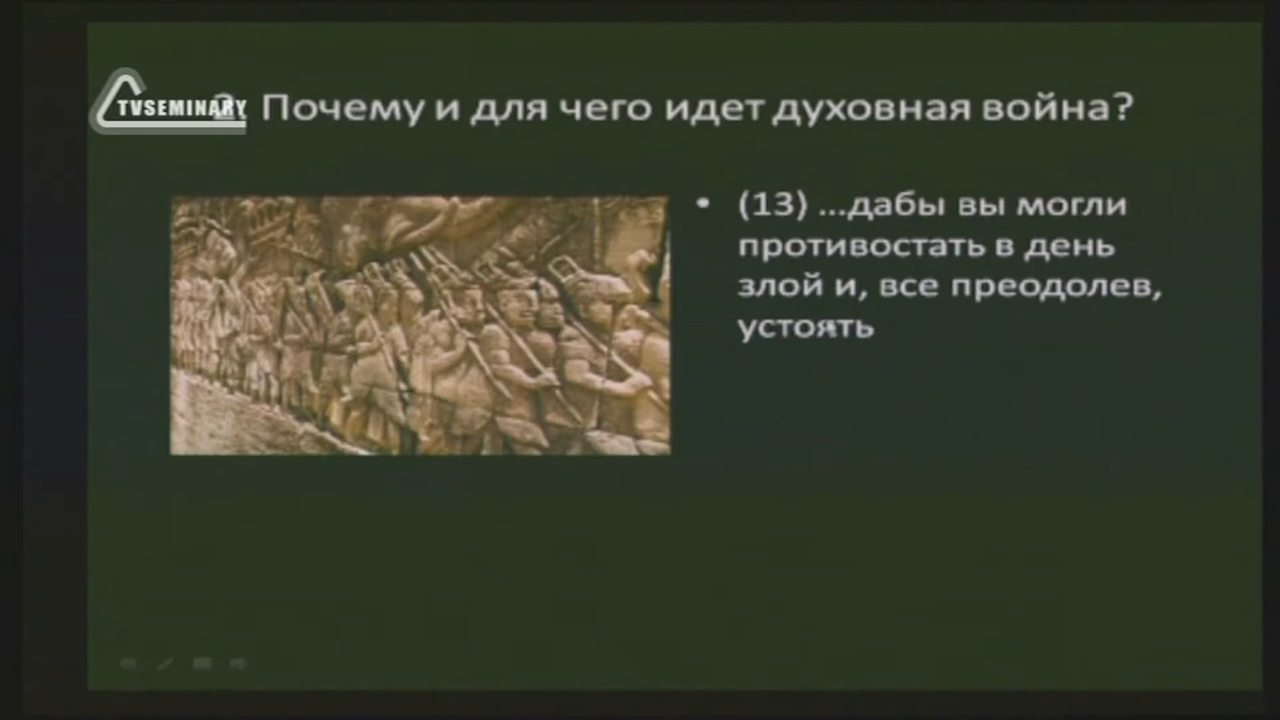 TVSEMINARY
Почему и для чего идет духовная война?
• (13) ...дабы вы могли
противостать в день
злой и, все преодолев,
устоять